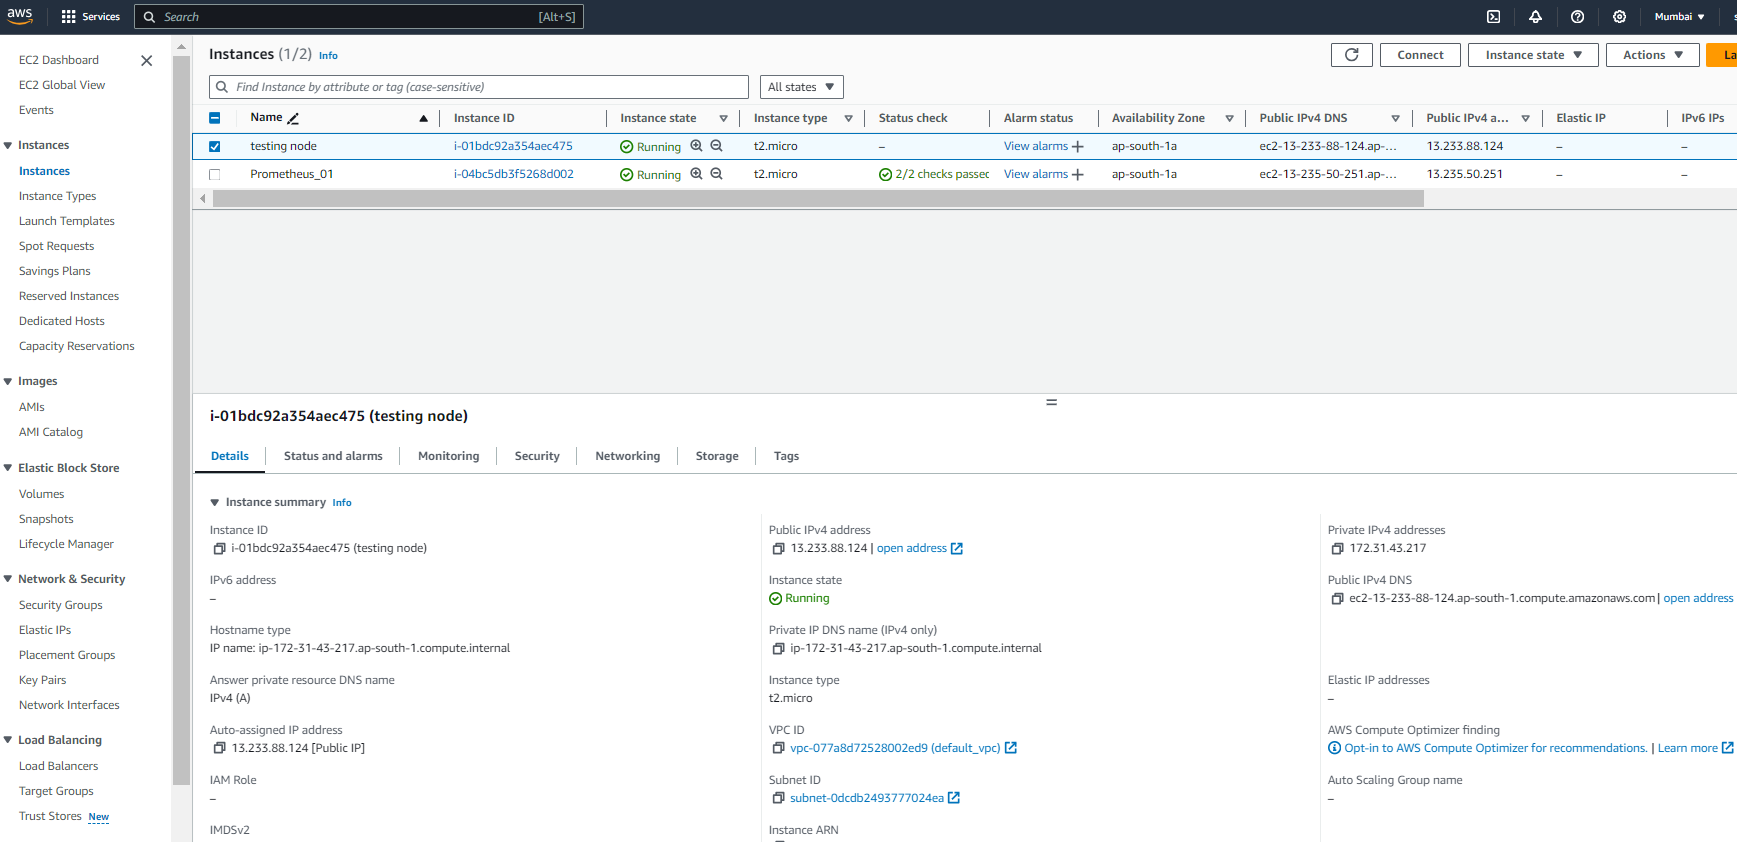 aws Services Search [Alt+S] Mumbai
EC2 Dashboard
EC2 Global View
Events
Instances
Instances
Instance Types
Launch Templates
Spot Requests
Savings Plans
Reserved Instances
Dedicated Hosts
Capacity Reservations
Images
AMIs
AMI Catalog
Elastic Block Store
Volumes
Snapshots
Lifecycle Manager
Network & Security
Security Groups
Elastic IPs
Placement Groups
Key Pairs
Network Interfaces
Load Balancing
Load Balancers
Target Groups
Trust Stores New
Instances (1/2) Info
Connect Instance state Actions La
Find Instance by attribute or tag (case-sensitive) All states
Name Instance ID Instance state Instance type Status check Alarm status Availability Zone Public IPv4 DNS Public IPv4 a... Elastic IP IPv6 IPs
testing node i-01bdc92a354aec475 Running t2.micro – View alarms + ap-south-1a ec2-13-233-88-124.ap-... 13.233.88.124 – –
Prometheus_01 i-04bc5db3f5268d002 Running t2.micro 2/2 checks passed View alarms + ap-south-1a ec2-13-235-50-251.ap-... 13.235.50.251 – –
i-01bdc92a354aec475 (testing node)
Details Status and alarms Monitoring Security Networking Storage Tags
Instance summary Info
Instance ID
i-01bdc92a354aec475 (testing node)
IPv6 address
–
Hostname type
IP name: ip-172-31-43-217.ap-south-1.compute.internal
Answer private resource DNS name
IPv4 (A)
Auto-assigned IP address
13.233.88.124 [Public IP]
IAM Role
–
IMDSv2
Public IPv4 address
13.233.88.124 | open address
Instance state
Running
Private IP DNS name (IPv4 only)
ip-172-31-43-217.ap-south-1.compute.internal
Instance type
t2.micro
VPC ID
vpc-077a8d72528002ed9 (default_vpc)
Subnet ID
subnet-0dcdb2493777024ea
Instance ARN
Private IPv4 addresses
172.31.43.217
Public IPv4 DNS
ec2-13-233-88-124.ap-south-1.compute.amazonaws.com | open address
Elastic IP addresses
–
AWS Compute Optimizer finding
Opt-in to AWS Compute Optimizer for recommendations. | Learn more
Auto Scaling Group name
–